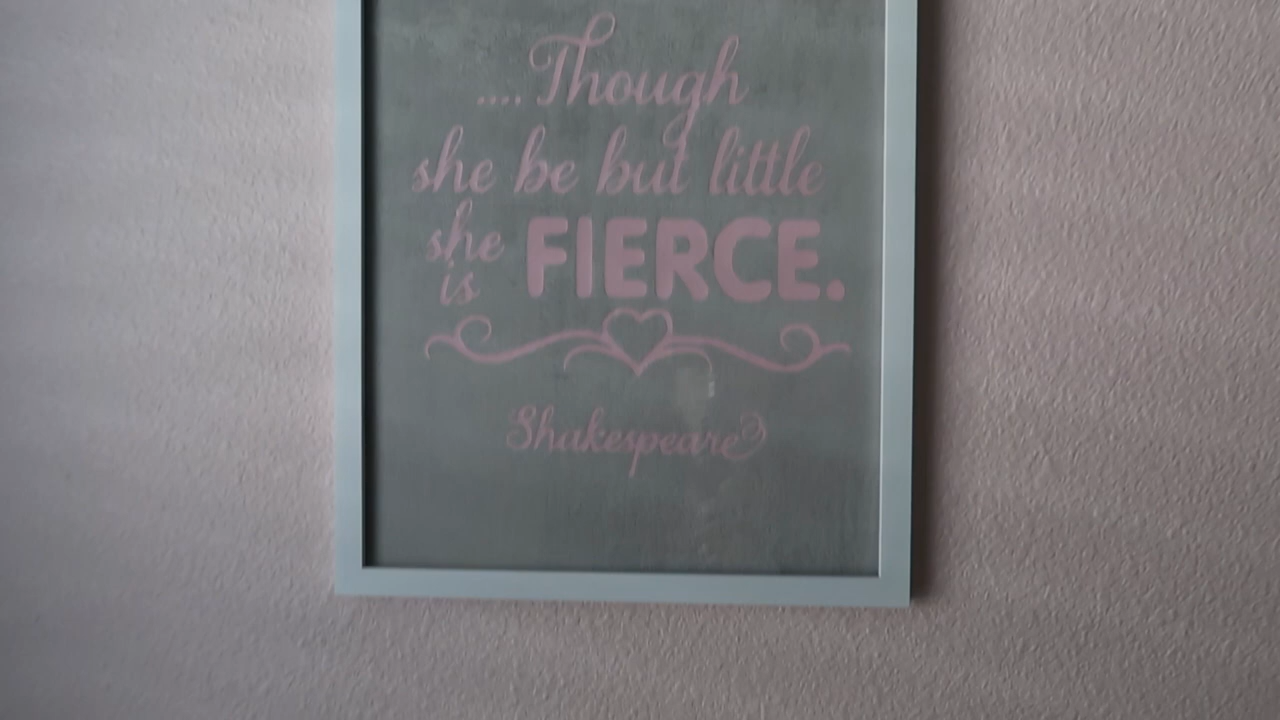 ....Though
she be but little
she is FIERCE.
Shakespeare